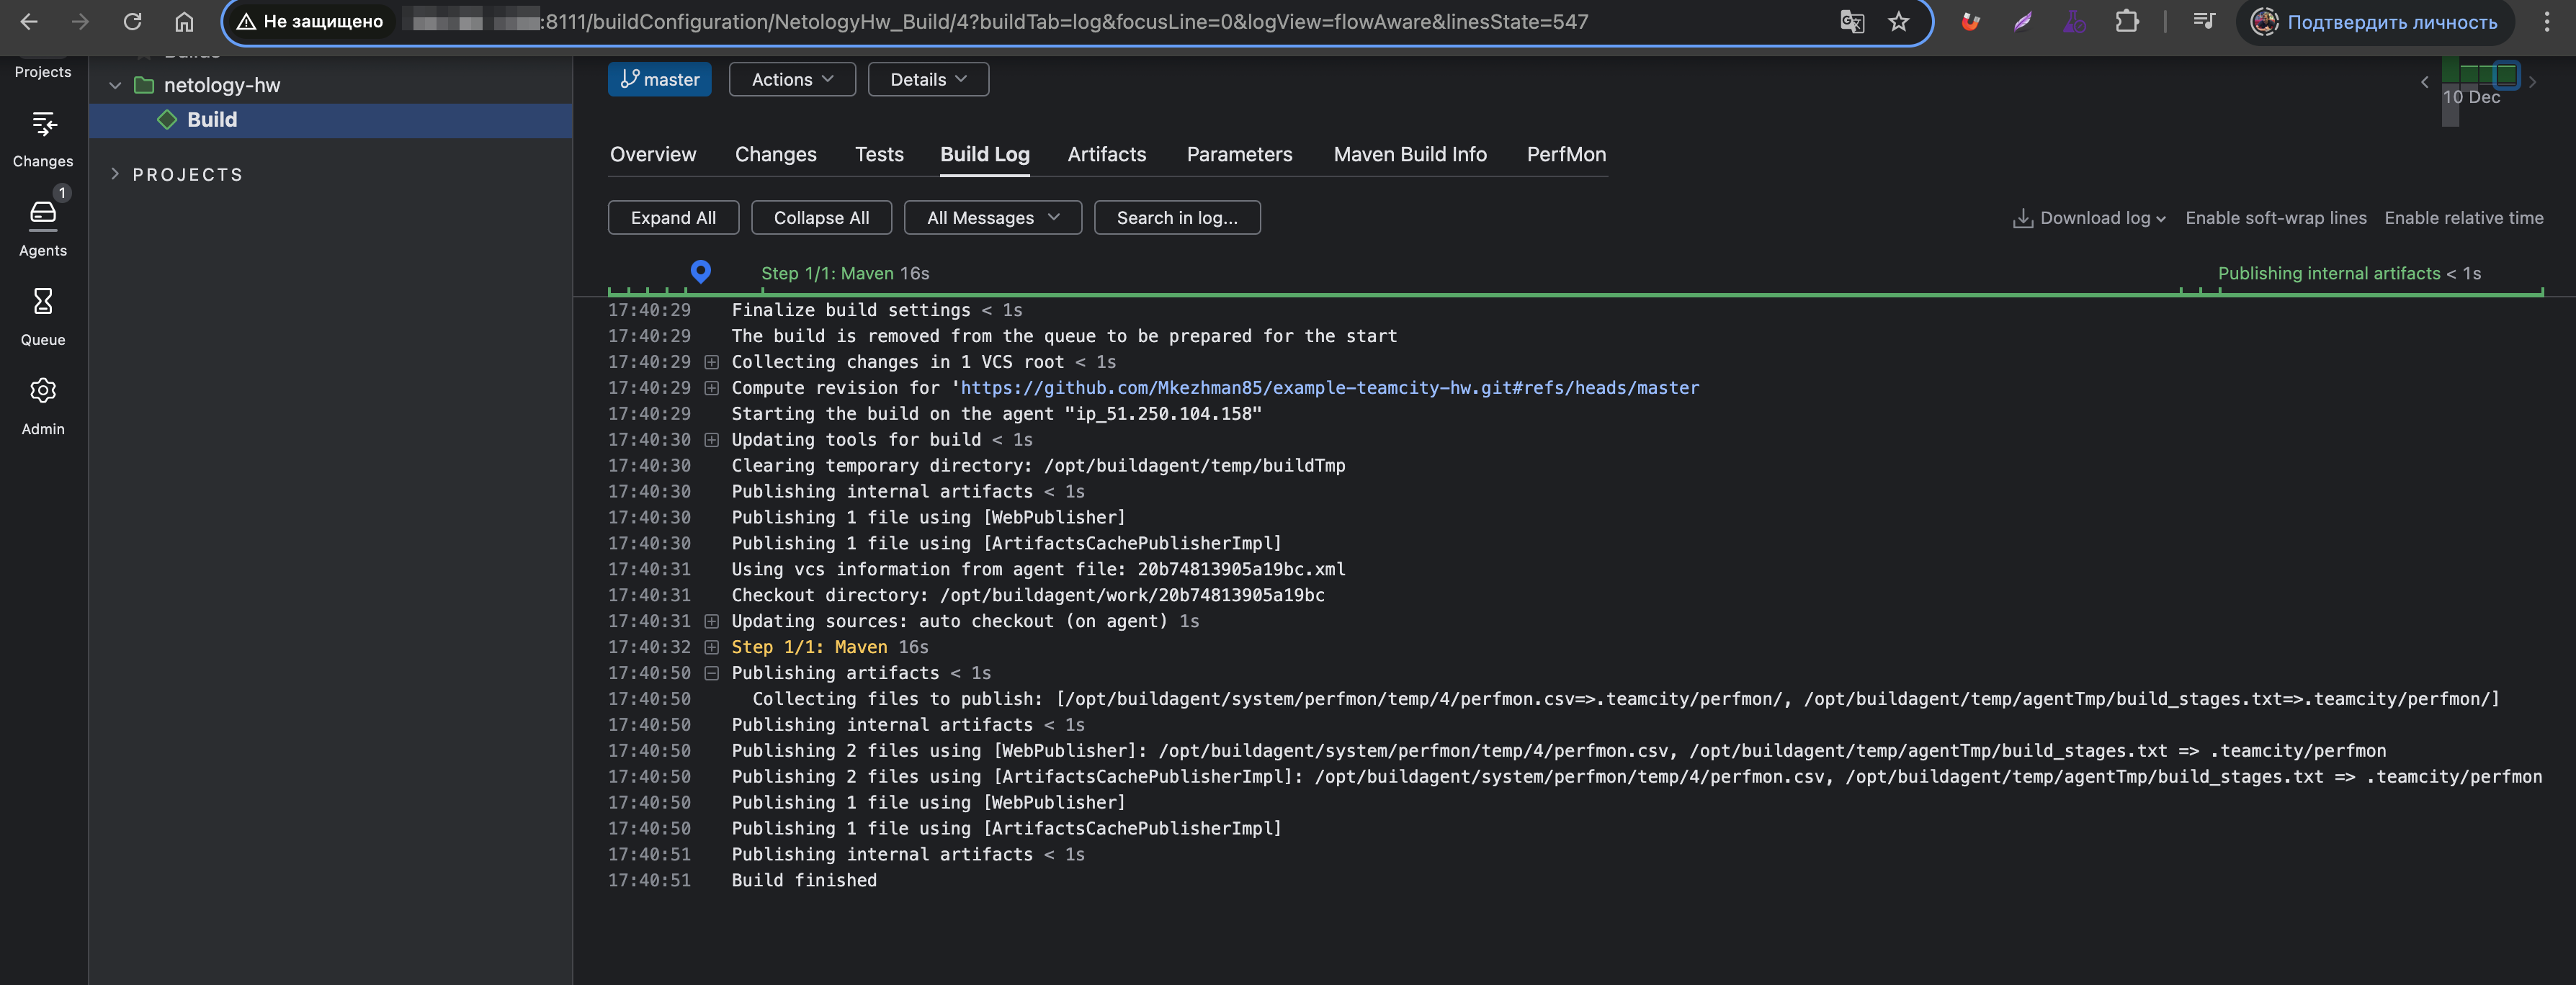 Не защищено
:8111/buildConfiguration/NetologyHw_Build/4?buildTab=log&focusLine=0&logView=flowAware&linesState=547
Подтвердить личность
Projects
Changes
1
Agents
Queue
Admin
netology-hw
Build
PROJECTS
master
Actions
Details
10 Dec
Overview
Changes
Tests
Build Log
Artifacts
Parameters
Maven Build Info
PerfMon
Expand All
Collapse All
All Messages
Search in log...
Download log
Enable soft-wrap lines
Enable relative time
Step 1/1: Maven 16s
Publishing internal artifacts < 1s
17:40:29 Finalize build settings < 1s
17:40:29 The build is removed from the queue to be prepared for the start
17:40:29 Collecting changes in 1 VCS root < 1s
17:40:29 Compute revision for 'https://github.com/Mkezhman85/example-teamcity-hw.git#refs/heads/master
17:40:29 Starting the build on the agent "ip_51.250.104.158"
17:40:30 Updating tools for build < 1s
17:40:30 Clearing temporary directory: /opt/buildagent/temp/buildTmp
17:40:30 Publishing internal artifacts < 1s
17:40:30 Publishing 1 file using [WebPublisher]
17:40:30 Publishing 1 file using [ArtifactsCachePublisherImpl]
17:40:31 Using vcs information from agent file: 20b74813905a19bc.xml
17:40:31 Checkout directory: /opt/buildagent/work/20b74813905a19bc
17:40:31 Updating sources: auto checkout (on agent) 1s
17:40:32 Step 1/1: Maven 16s
17:40:50 Publishing artifacts < 1s
17:40:50 Collecting files to publish: [/opt/buildagent/system/perfmon/temp/4/perfmon.csv=>.teamcity/perfmon/, /opt/buildagent/temp/agentTmp/build_stages.txt=>.teamcity/perfmon/]
17:40:50 Publishing internal artifacts < 1s
17:40:50 Publishing 2 files using [WebPublisher]: /opt/buildagent/system/perfmon/temp/4/perfmon.csv, /opt/buildagent/temp/agentTmp/build_stages.txt => .teamcity/perfmon
17:40:50 Publishing 2 files using [ArtifactsCachePublisherImpl]: /opt/buildagent/system/perfmon/temp/4/perfmon.csv, /opt/buildagent/temp/agentTmp/build_stages.txt => .teamcity/perfmon
17:40:50 Publishing 1 file using [WebPublisher]
17:40:50 Publishing 1 file using [ArtifactsCachePublisherImpl]
17:40:51 Publishing internal artifacts < 1s
17:40:51 Build finished